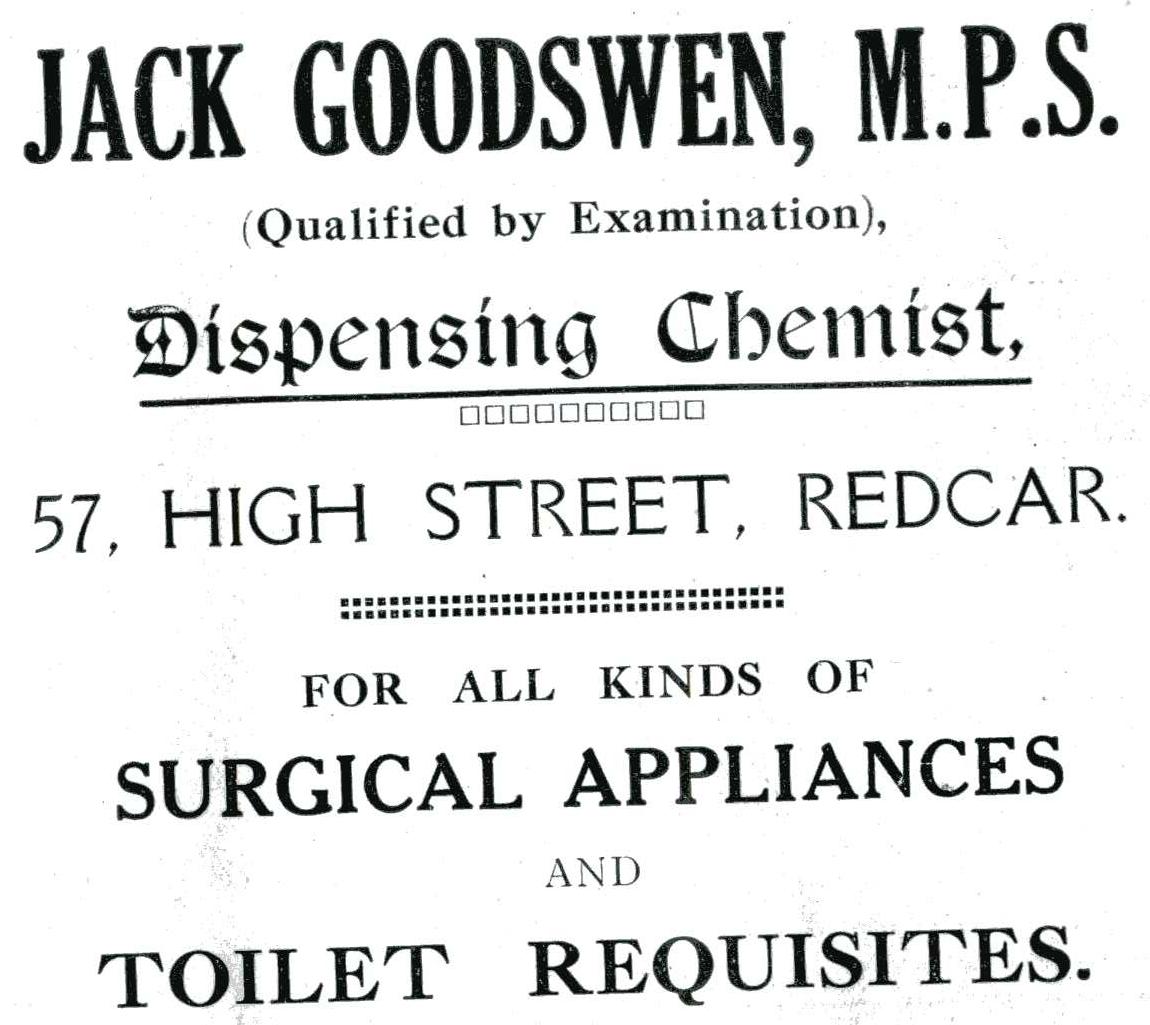 JACK GOODSWEN, M.P.S.
(Qualified by Examination),
Dispensing Chemist,
57, HIGH STREET, REDCAR.
FOR ALL KINDS OF
SURGICAL APPLIANCES
AND
TOILET REQUISITES.